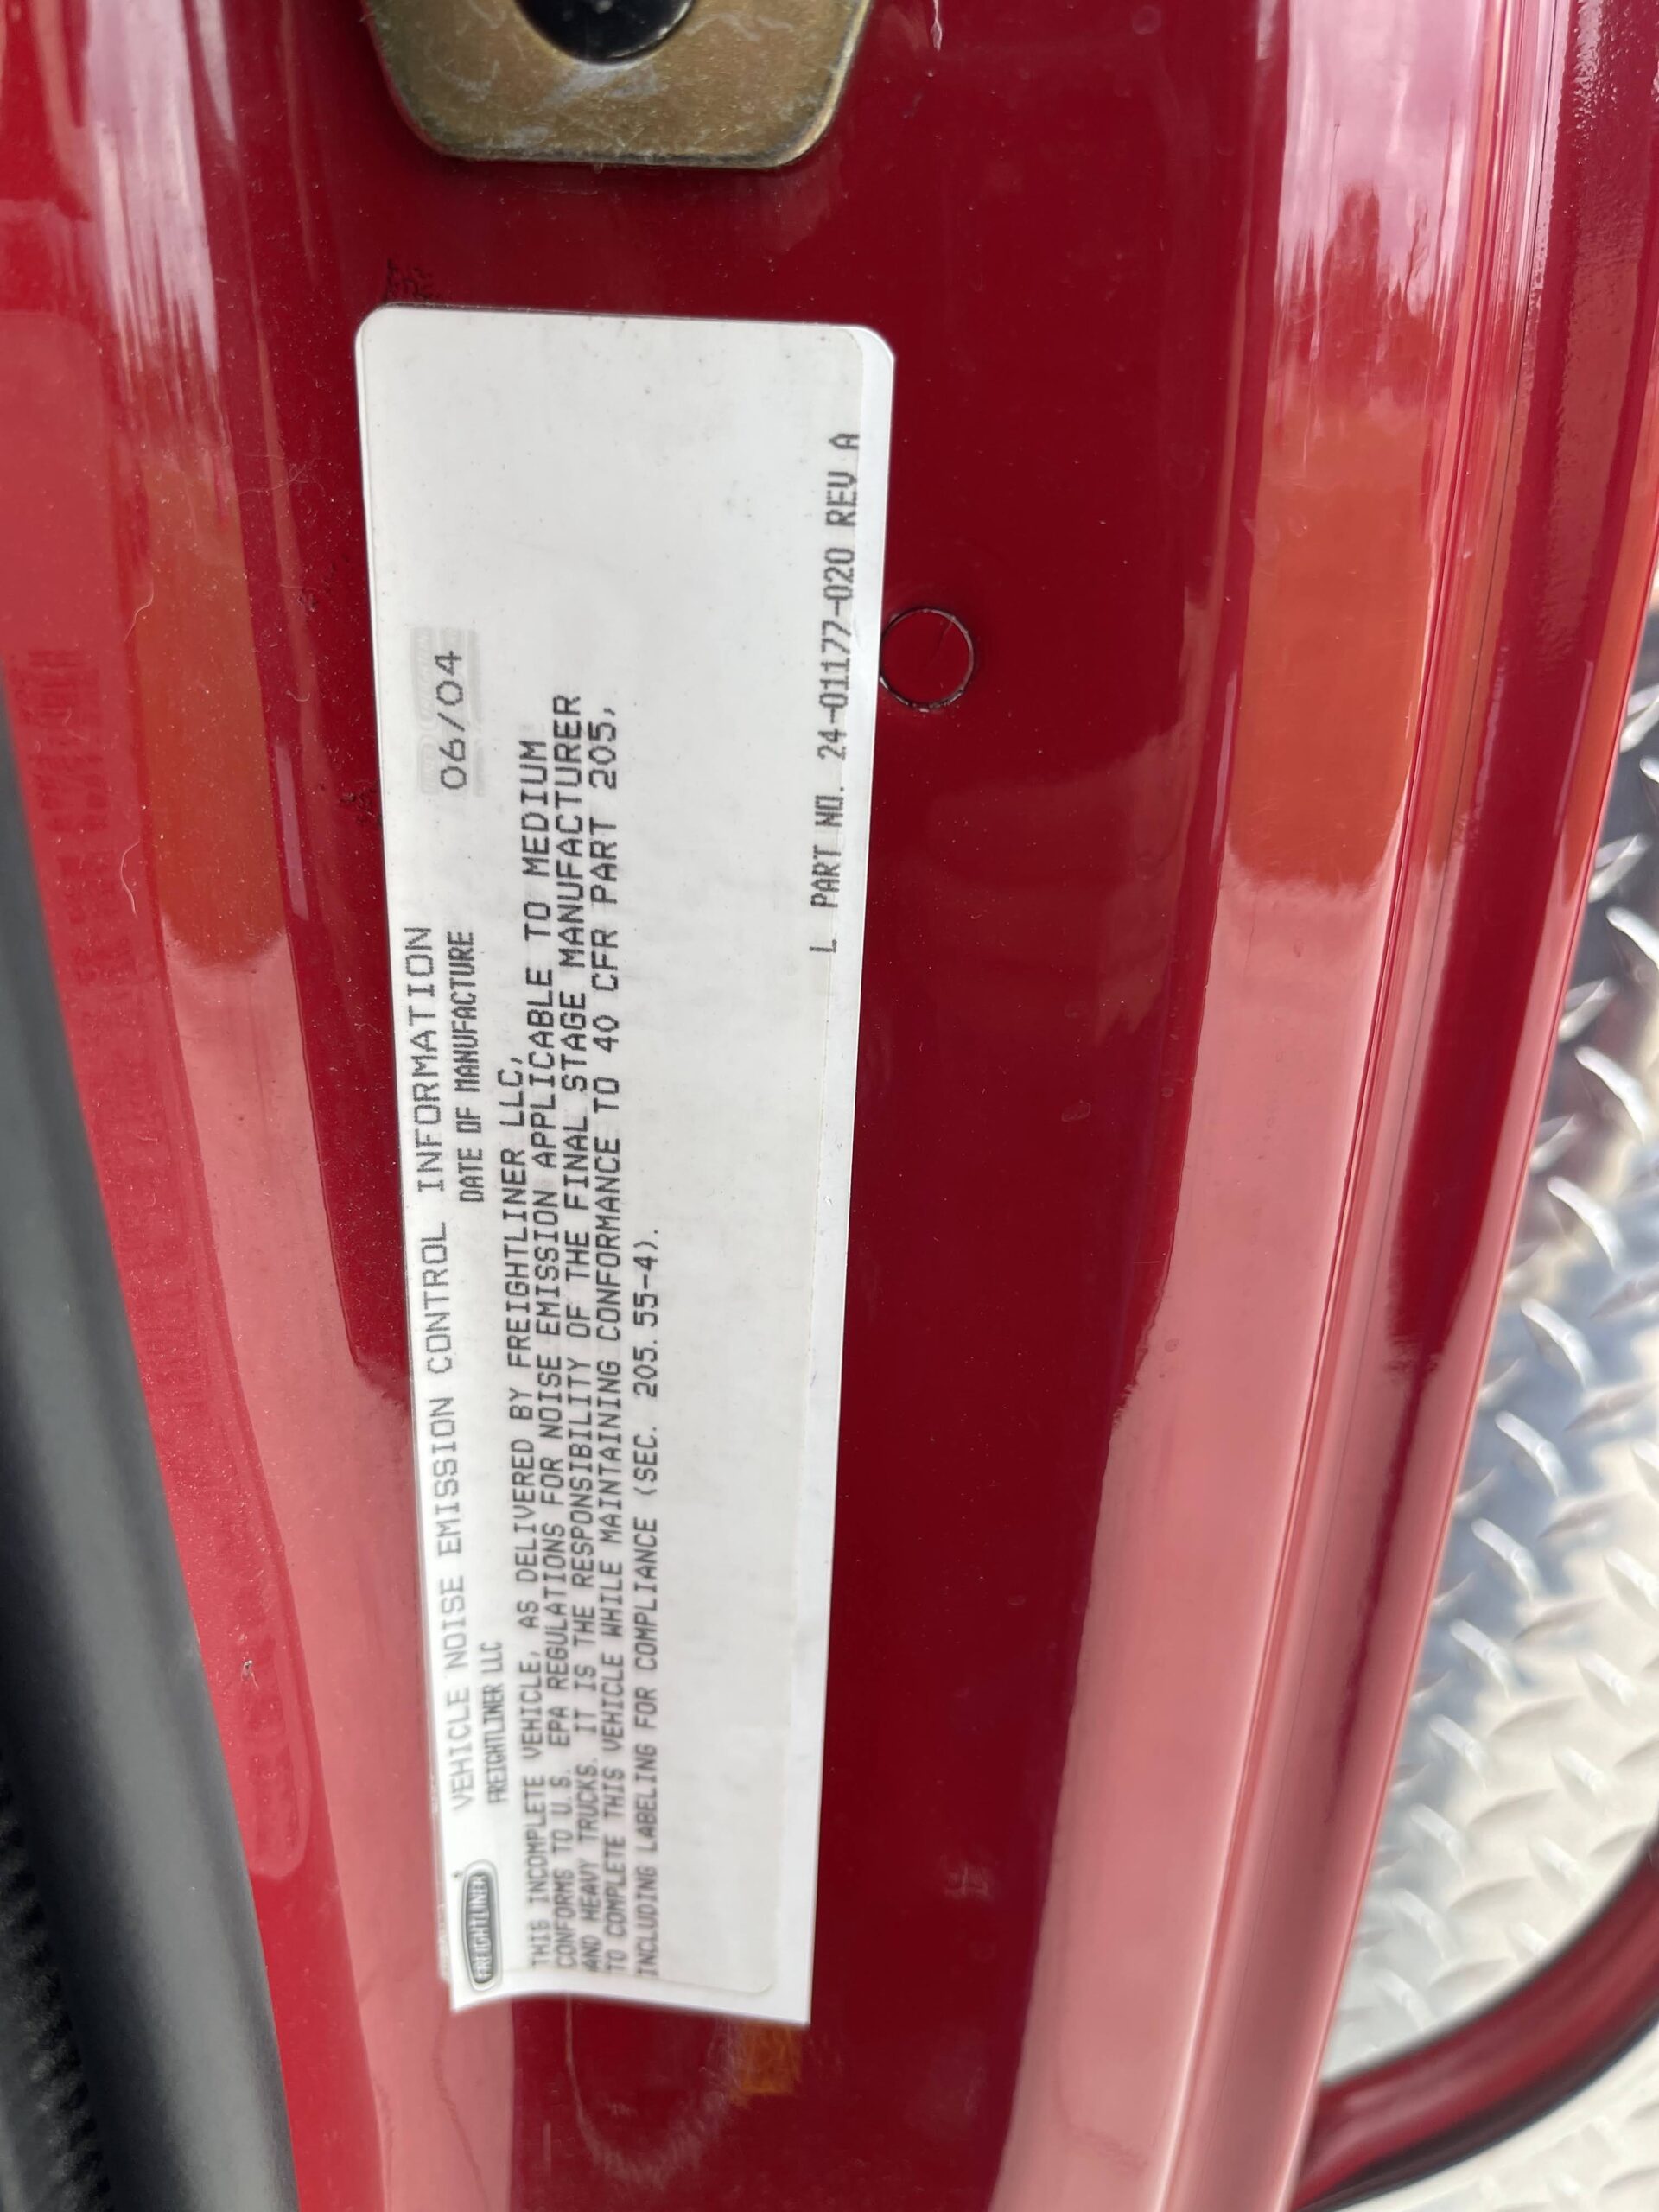 FREIGHTLINER
VEHICLE NOISE EMISSION CONTROL INFORMATION
FREIGHTLINER LLC DATE OF MANUFACTURE 06/04
THIS INCOMPLETE VEHICLE, AS DELIVERED BY FREIGHTLINER LLC,
CONFORMS TO U.S. EPA REGULATIONS FOR NOISE EMISSION APPLICABLE TO MEDIUM
AND HEAVY TRUCKS. IT IS THE RESPONSIBILITY OF THE FINAL STAGE MANUFACTURER
TO COMPLETE THIS VEHICLE WHILE MAINTAINING CONFORMANCE TO 40 CFR PART 205,
INCLUDING LABELING FOR COMPLIANCE (SEC. 205.55-4).
L PART NO. 24-01177-020 REV A